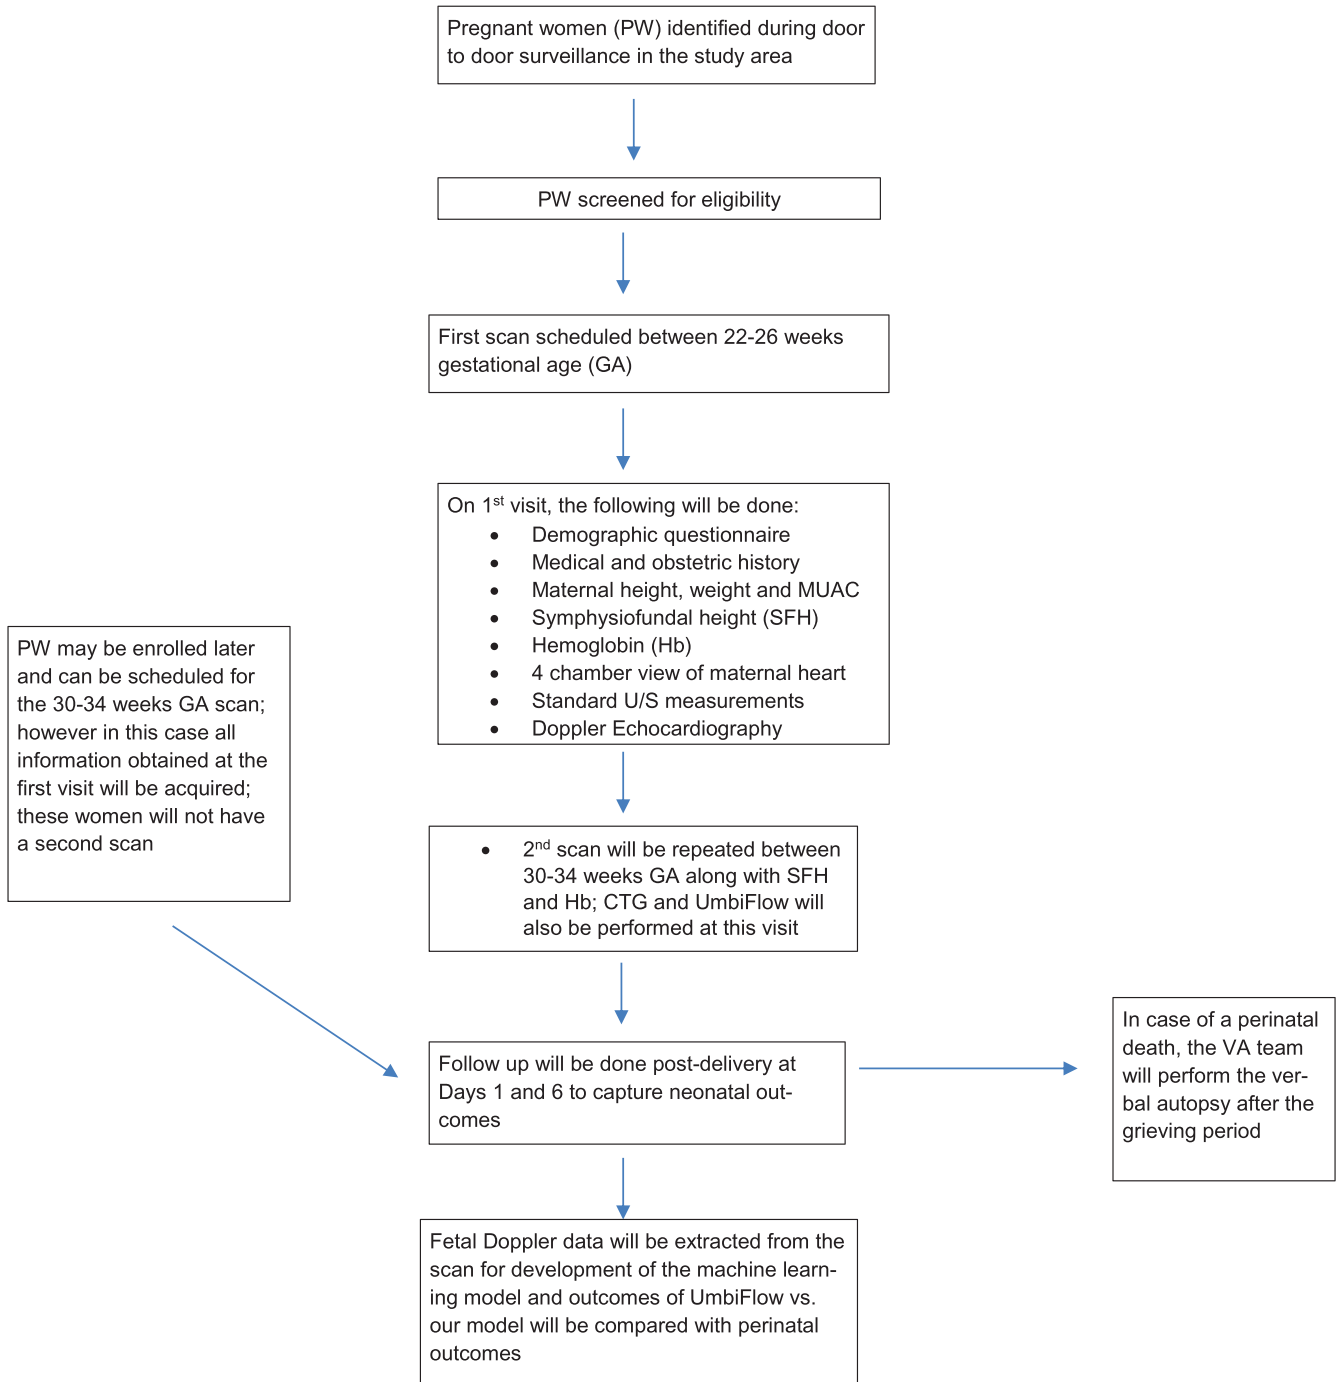 Pregnant women (PW) identified during door
to door surveillance in the study area
PW screened for eligibility
First scan scheduled between 22-26 weeks
gestational age (GA)
On 1st visit, the following will be done:
• Demographic questionnaire
• Medical and obstetric history
• Maternal height, weight and MUAC
• Symphysiofundal height (SFH)
• Hemoglobin (Hb)
• 4 chamber view of maternal heart
• Standard U/S measurements
• Doppler Echocardiography
PW may be enrolled later
and can be scheduled for
the 30-34 weeks GA scan;
however in this case all
information obtained at the
first visit will be acquired;
these women will not have
a second scan
• 2nd scan will be repeated between
30-34 weeks GA along with SFH
and Hb; CTG and UmbiFlow will
also be performed at this visit
Follow up will be done post-delivery at
Days 1 and 6 to capture neonatal out-
comes
In case of a perinatal
death, the VA team
will perform the ver-
bal autopsy after the
grieving period
Fetal Doppler data will be extracted from the
scan for development of the machine learn-
ing model and outcomes of UmbiFlow vs.
our model will be compared with perinatal
outcomes